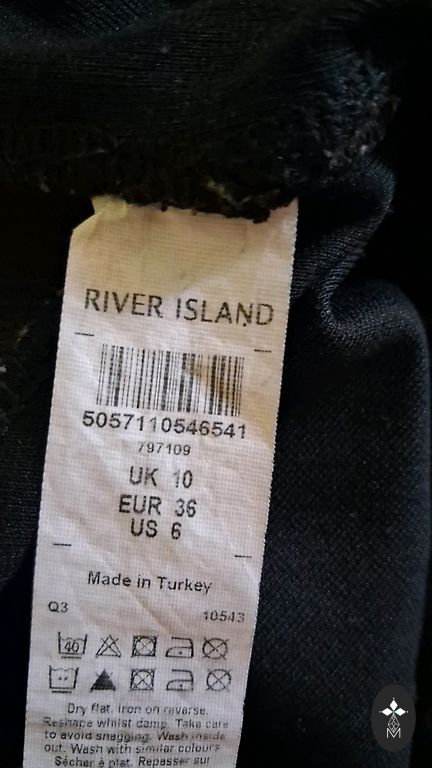 RIVER ISLAND
5057110546541
797109
UK 10
EUR 36
US 6
Made in Turkey
Q3 10543
40
Dry flat. Iron on reverse.
Reshape whilst damp. Take care
to avoid snagging. Wash inside
out. Wash with similar colours
Sécher à plat. Repasser sur
M